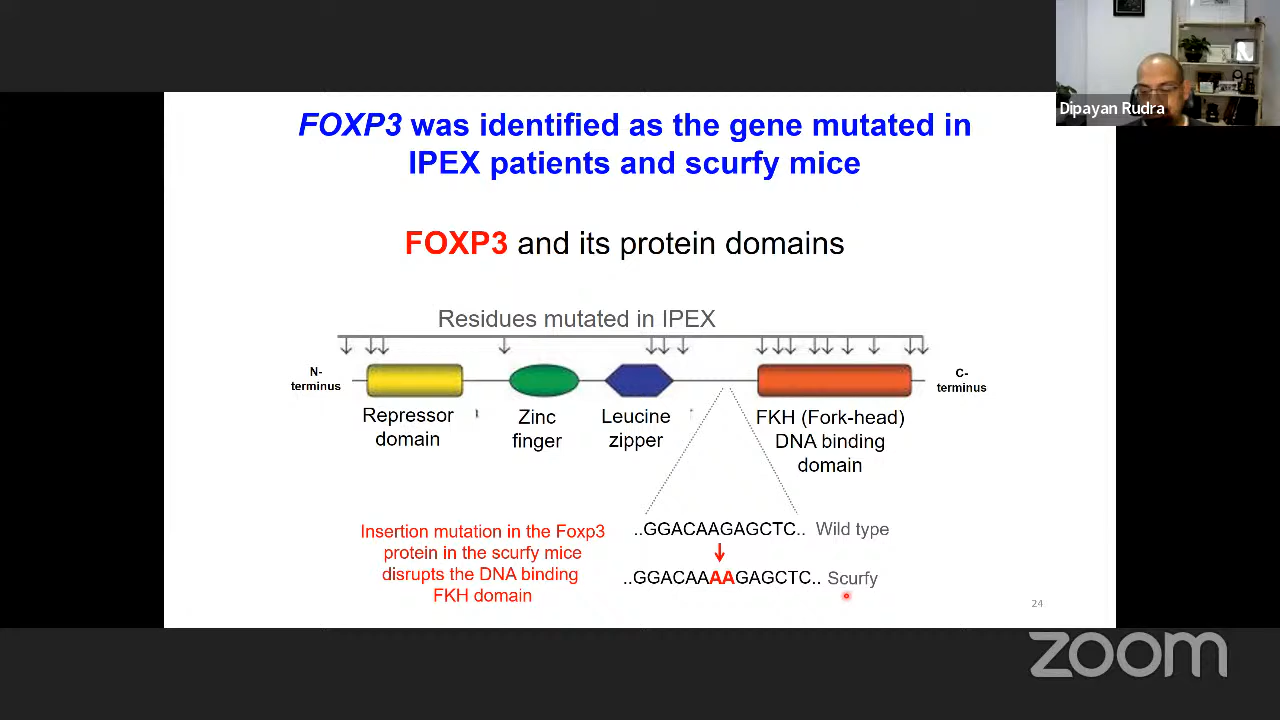 Dipayan Rudra
FOXP3 was identified as the gene mutated in
IPEX patients and scurfy mice
FOXP3 and its protein domains
Residues mutated in IPEX
N-
terminus
C-
terminus
Repressor
domain
Zinc
finger
Leucine
zipper
FKH (Fork-head)
DNA binding
domain
Insertion mutation in the Foxp3
protein in the scurfy mice
disrupts the DNA binding
FKH domain
..GGACAAGAGCTC.. Wild type
..GGACAAAAGAGCTC.. Scurfy
24
zoom